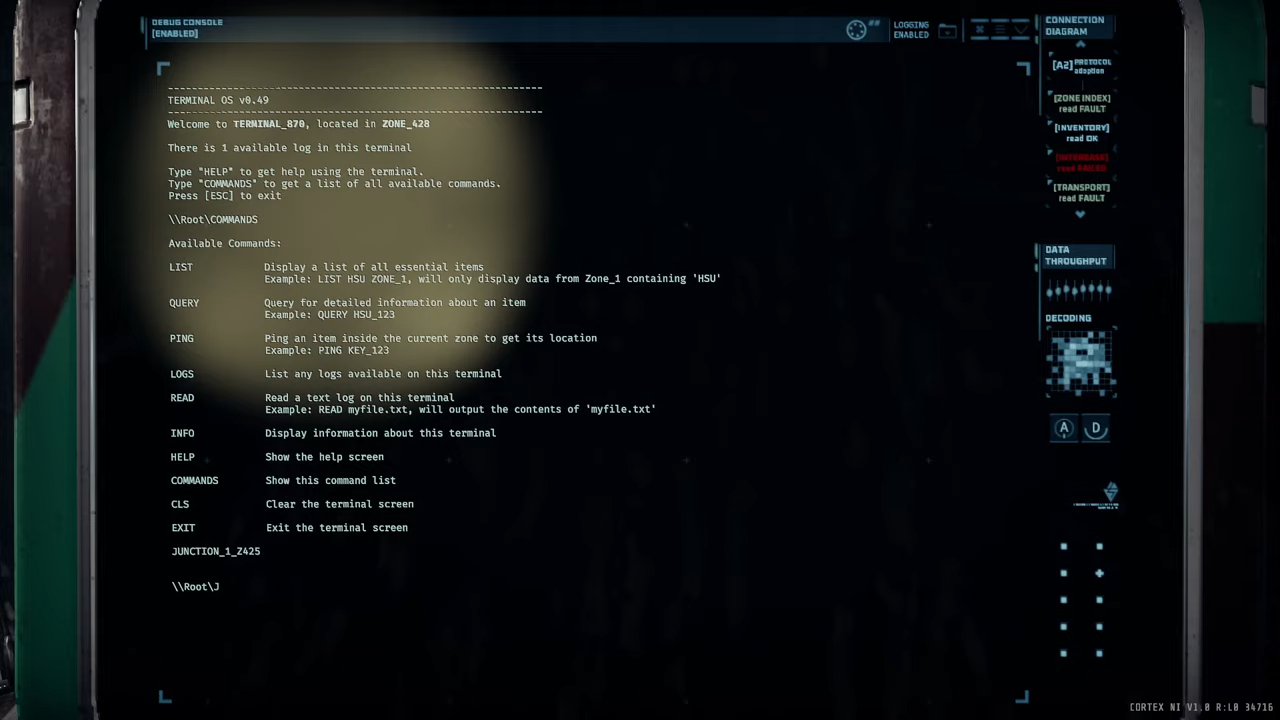 DEBUG CONSOLE
[ENABLED]
##
LOGGING
ENABLED
CONNECTION
DIAGRAM
[A2] PROTOCOL
adaption
[ZONE INDEX]
read FAULT
[INVENTORY]
read OK
read FAILED
[TRANSPORT]
read FAULT
DATA
THROUGHPUT
DECODING
A D
--------------------------------------------------------------
TERMINAL OS v0.49
--------------------------------------------------------------
Welcome to TERMINAL_870, located in ZONE_428
There is 1 available log in this terminal
Type "HELP" to get help using the terminal.
Type "COMMANDS" to get a list of all available commands.
Press [ESC] to exit
\\Root\COMMANDS
Available Commands:
LIST Display a list of all essential items
Example: LIST HSU ZONE_1, will only display data from Zone_1 containing 'HSU'
QUERY Query for detailed information about an item
Example: QUERY HSU_123
PING Ping an item inside the current zone to get its location
Example: PING KEY_123
LOGS List any logs available on this terminal
READ Read a text log on this terminal
Example: READ myfile.txt, will output the contents of 'myfile.txt'
INFO Display information about this terminal
HELP Show the help screen
COMMANDS Show this command list
CLS Clear the terminal screen
EXIT Exit the terminal screen
JUNCTION_1_Z425
\\Root\J
CORTEX NI V1.0 R:L0 34716